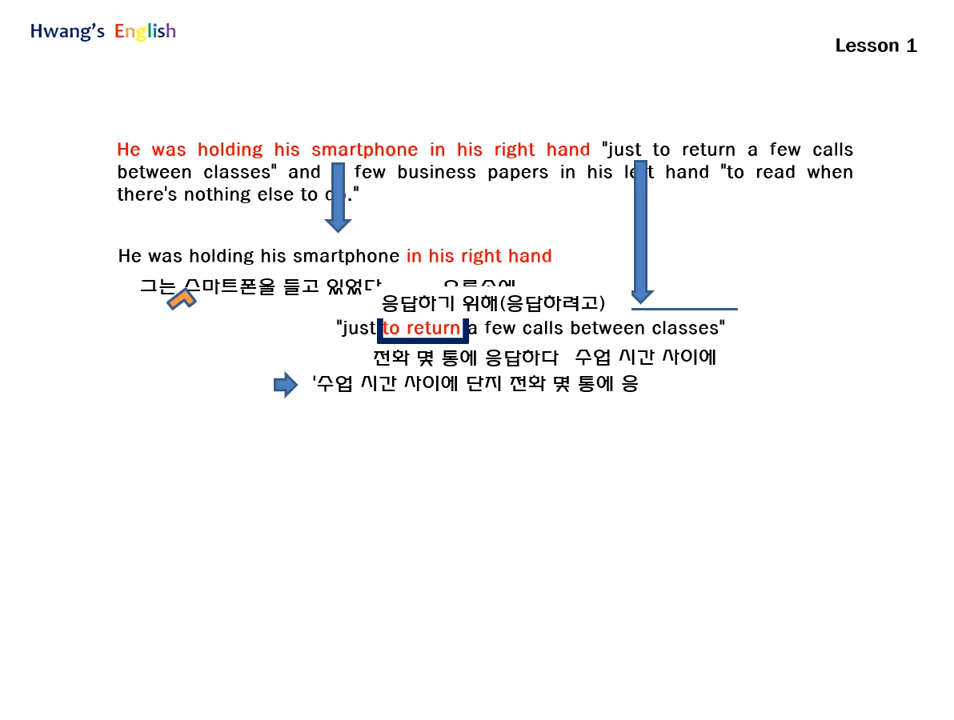 Hwang's English
Lesson 1
He was holding his smartphone in his right hand "just to return a few calls
between classes" and few business papers in his left hand "to read when
there's nothing else to do."
He was holding his smartphone in his right hand
그는 스마트폰을 들고 있었다 오른손에
응답하기 위해(응답하려고)
"just to return a few calls between classes"
전화 몇 통에 응답하다 수업 시간 사이에
'수업 시간 사이에 단지 전화 몇 통에 응